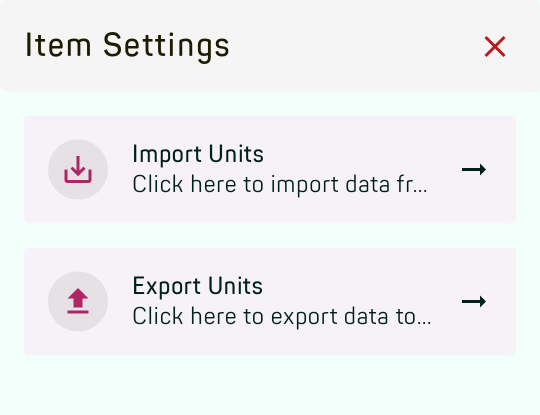 Item Settings
Import Units
Click here to import data fr...
Export Units
Click here to export data to...